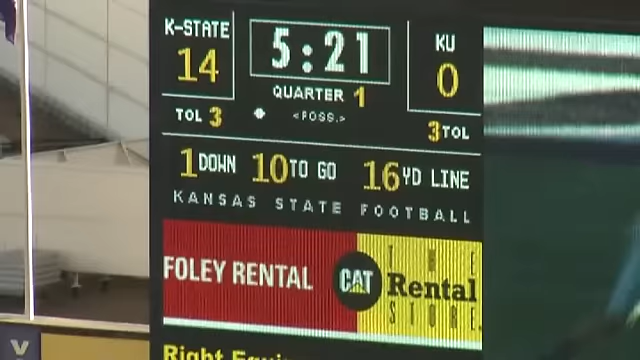 K-STATE 5:21 KU
14 0
QUARTER 1
TOL 3 <POSS.> 3 TOL
1 DOWN 10 TO GO 16 YD LINE
KANSAS STATE FOOTBALL
FOLEY RENTAL CAT THE
Rental
STORE.
Right
V